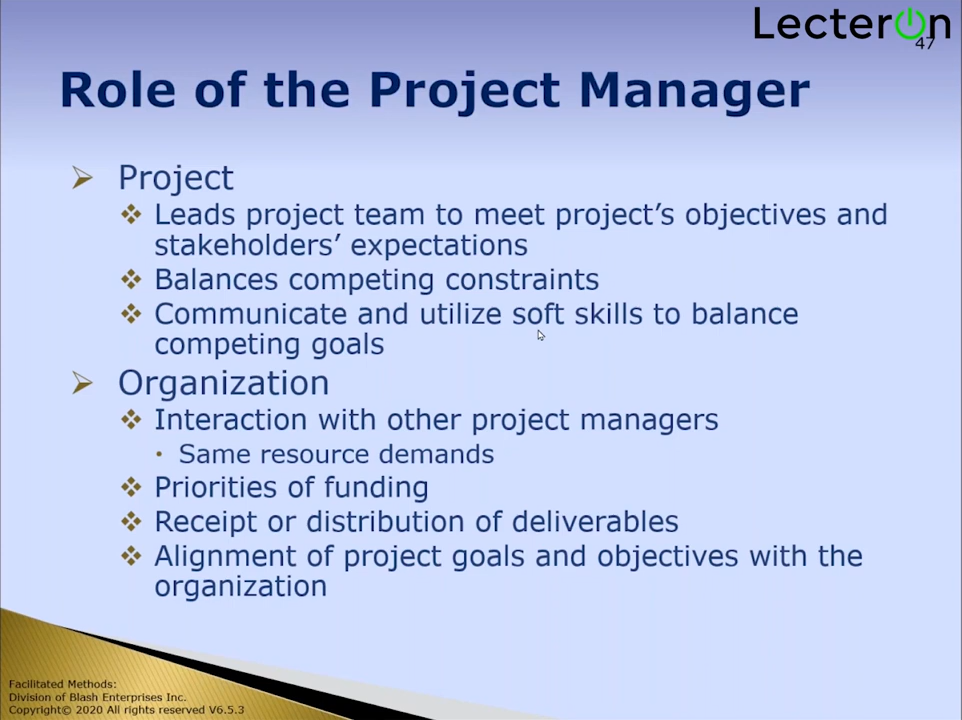 Lecteron
47
Role of the Project Manager
Project
Leads project team to meet project’s objectives and
stakeholders’ expectations
Balances competing constraints
Communicate and utilize soft skills to balance
competing goals
Organization
Interaction with other project managers
Same resource demands
Priorities of funding
Receipt or distribution of deliverables
Alignment of project goals and objectives with the
organization
Facilitated Methods:
Division of Blash Enterprises Inc.
Copyright© 2020 All rights reserved V6.5.3